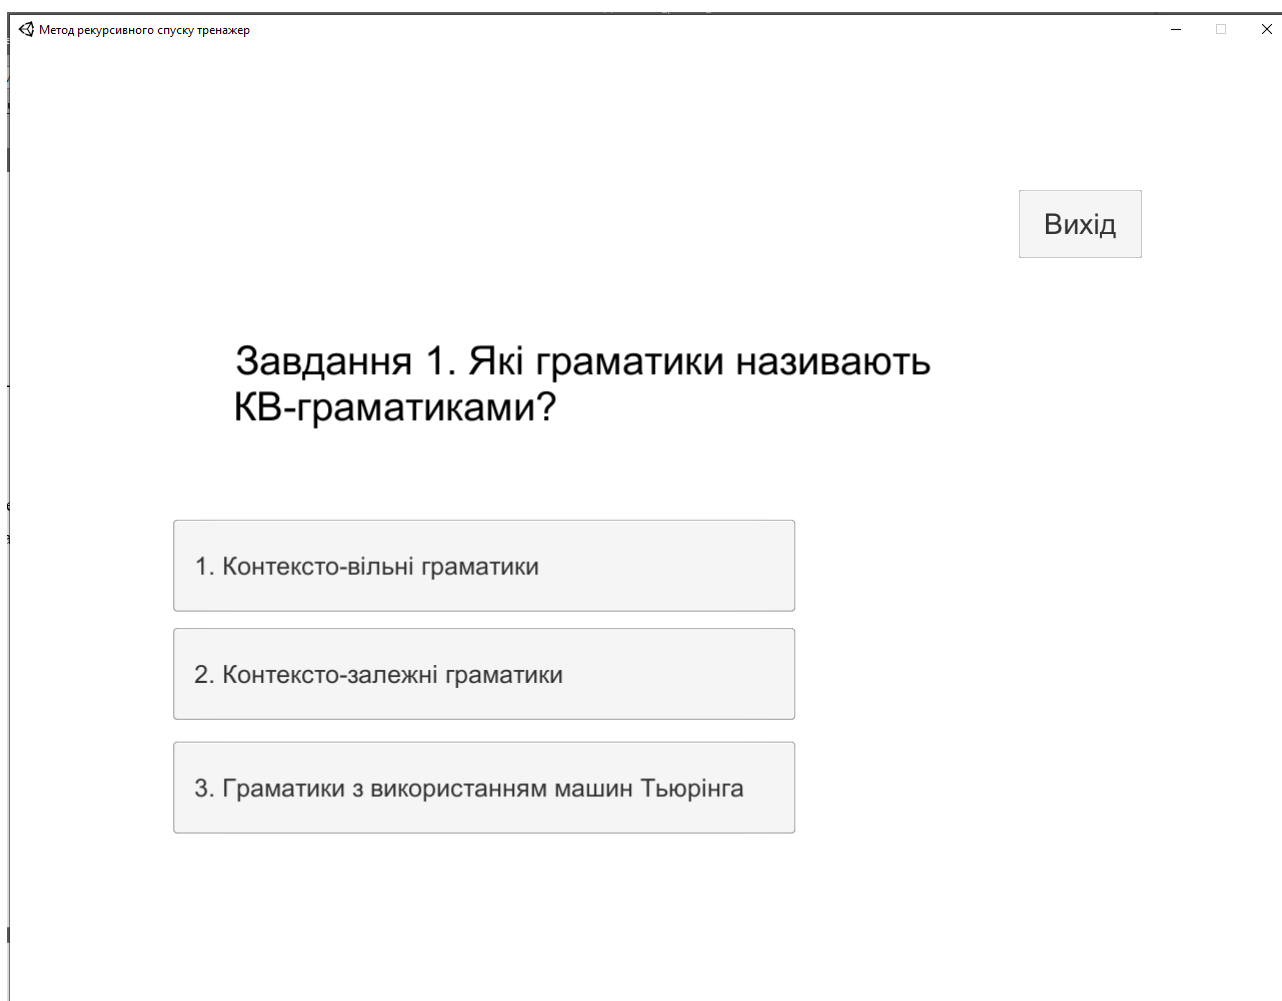 Метод рекурсивного спуску тренажер
Вихід
Завдання 1. Які граматики називають
КВ-граматиками?
1. Контексто-вільні граматики
2. Контексто-залежні граматики
3. Граматики з використанням машин Тьюрінга